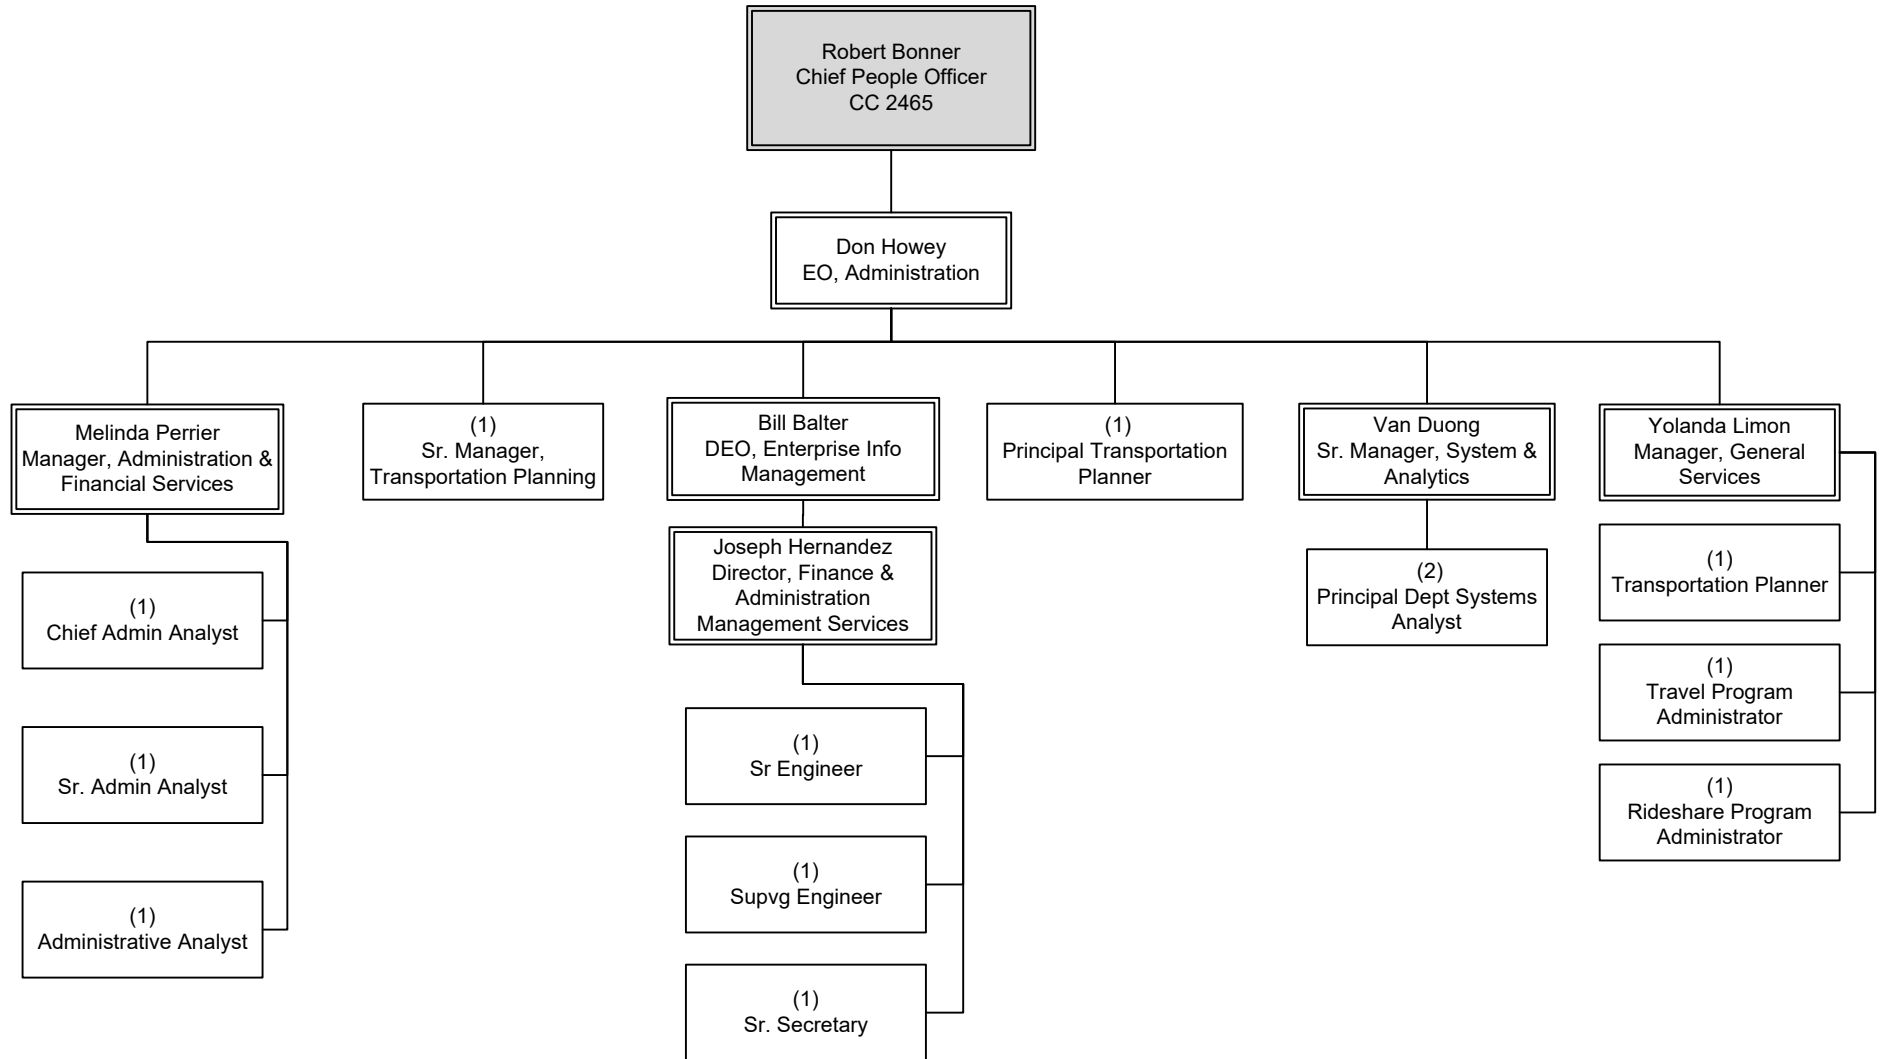 Robert Bonner
Chief People Officer
CC 2465
Don Howey
EO, Administration
Melinda Perrier
Manager, Administration &
Financial Services
(1)
Sr. Manager,
Transportation Planning
Bill Balter
DEO, Enterprise Info
Management
(1)
Principal Transportation
Planner
Van Duong
Sr. Manager, System &
Analytics
Yolanda Limon
Manager, General
Services
(1)
Chief Admin Analyst
(1)
Sr. Admin Analyst
(1)
Administrative Analyst
Joseph Hernandez
Director, Finance &
Administration
Management Services
(1)
Sr Engineer
(1)
Supvg Engineer
(1)
Sr. Secretary
(2)
Principal Dept Systems
Analyst
(1)
Transportation Planner
(1)
Travel Program
Administrator
(1)
Rideshare Program
Administrator